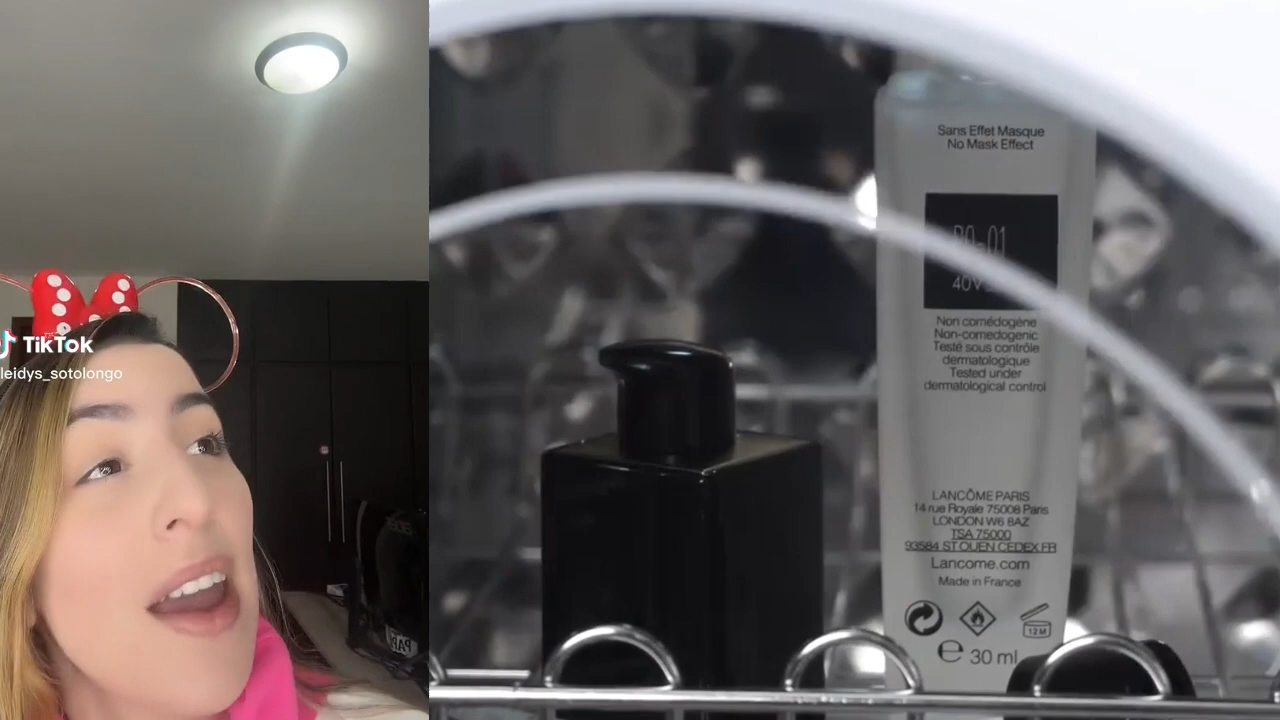 TikTok
leidys_sotolongo
Sans Effet Masque
No Mask Effect
Non comédogène
Non-comedogenic
Testé sous contrôle
dermatologique
Tested under
dermatological control
LANCÔME PARIS
14 rue Royale 75008 Paris
LONDON W6 8AZ
TSA 75000
93584 ST OUEN CEDEX FR
Lancome.com
Made in France
12M
e 30 ml